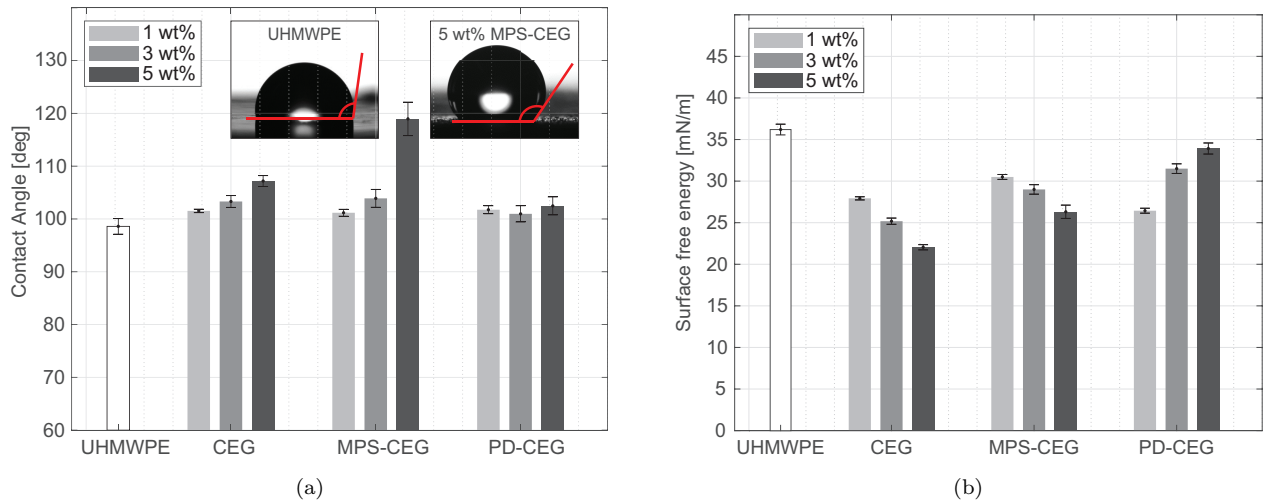 1 wt%
3 wt%
5 wt%
UHMWPE
5 wt% MPS-CEG
Contact Angle [deg]
130
120
110
100
90
80
70
60
UHMWPE CEG MPS-CEG PD-CEG
(a)
1 wt%
3 wt%
5 wt%
Surface free energy [mN/m]
45
40
35
30
25
20
15
10
5
0
UHMWPE CEG MPS-CEG PD-CEG
(b)